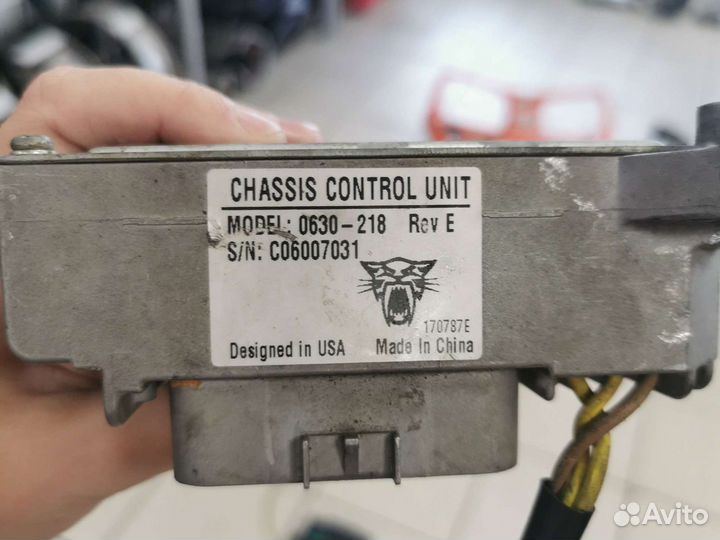 CHASSIS CONTROL UNIT
MODEL: 0630-218 Rev E
S/N: C06007031
170787E
Designed in USA Made In China
Avito